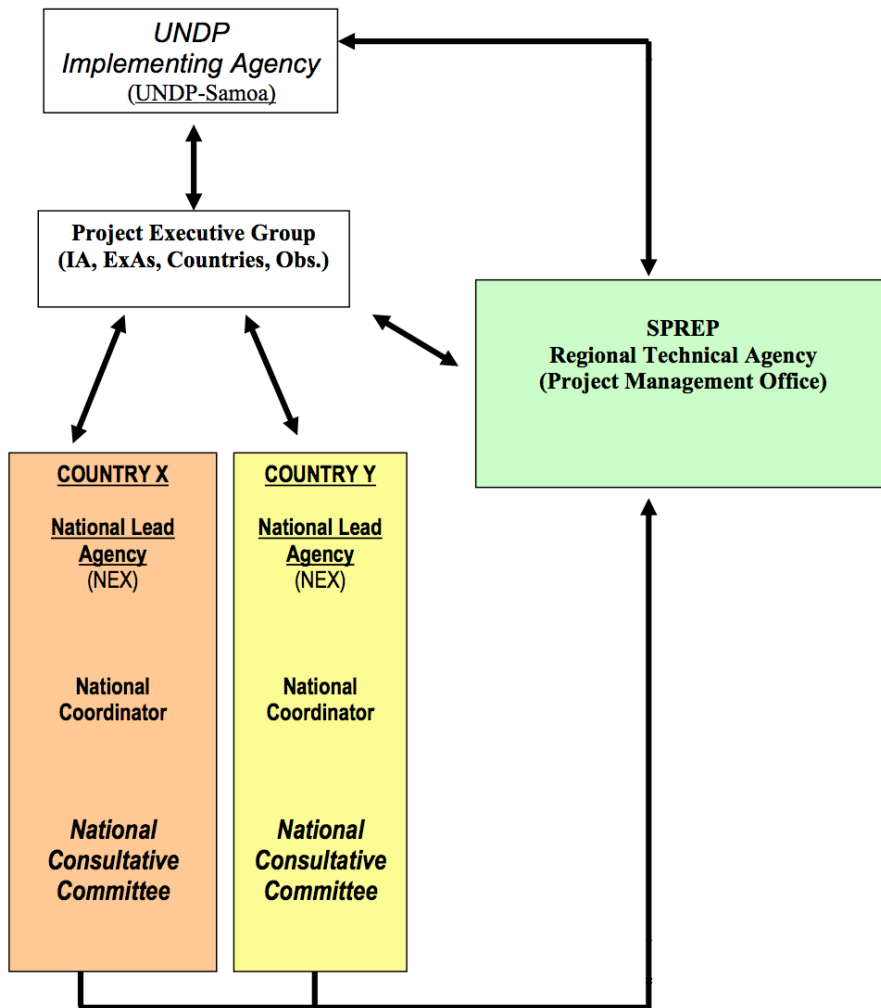 UNDP
Implementing Agency
(UNDP-Samoa)
Project Executive Group
(IA, ExAs, Countries, Obs.)
SPREP
Regional Technical Agency
(Project Management Office)
COUNTRY X
National Lead
Agency
(NEX)
National
Coordinator
National
Consultative
Committee
COUNTRY Y
National Lead
Agency
(NEX)
National
Coordinator
National
Consultative
Committee